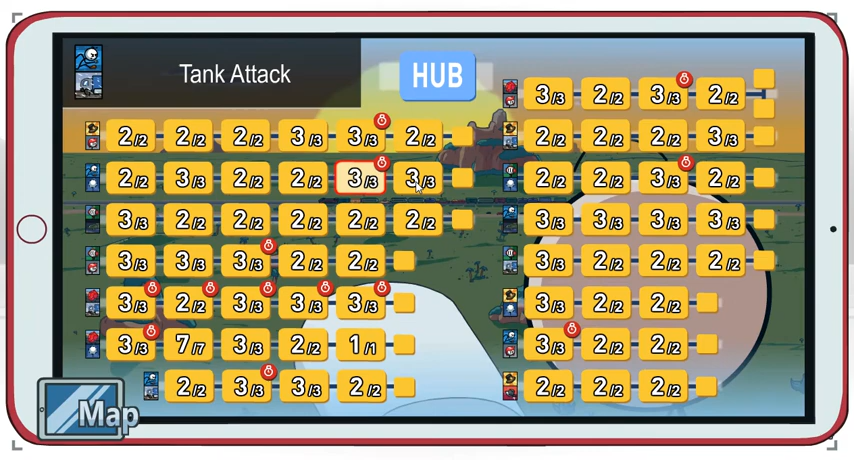 Tank Attack
HUB
2/2 2/2 2/2 3/3 3/3 2/2
2/2 3/3 2/2 2/2 3/3 3/3
3/3 2/2 2/2 2/2 2/2 2/2
3/3 3/3 3/3 2/2 2/2
3/3 2/2 3/3 3/3 3/3
3/3 7/7 3/3 2/2 1/1
2/2 3/3 3/3 2/2
3/3 2/2 3/3 2/2
2/2 2/2 2/2 3/3
2/2 2/2 3/3 2/2
3/3 3/3 3/3 3/3
3/3 2/2 2/2 2/2
3/3 2/2 2/2
3/3 2/2 2/2
2/2 2/2 2/2
Map